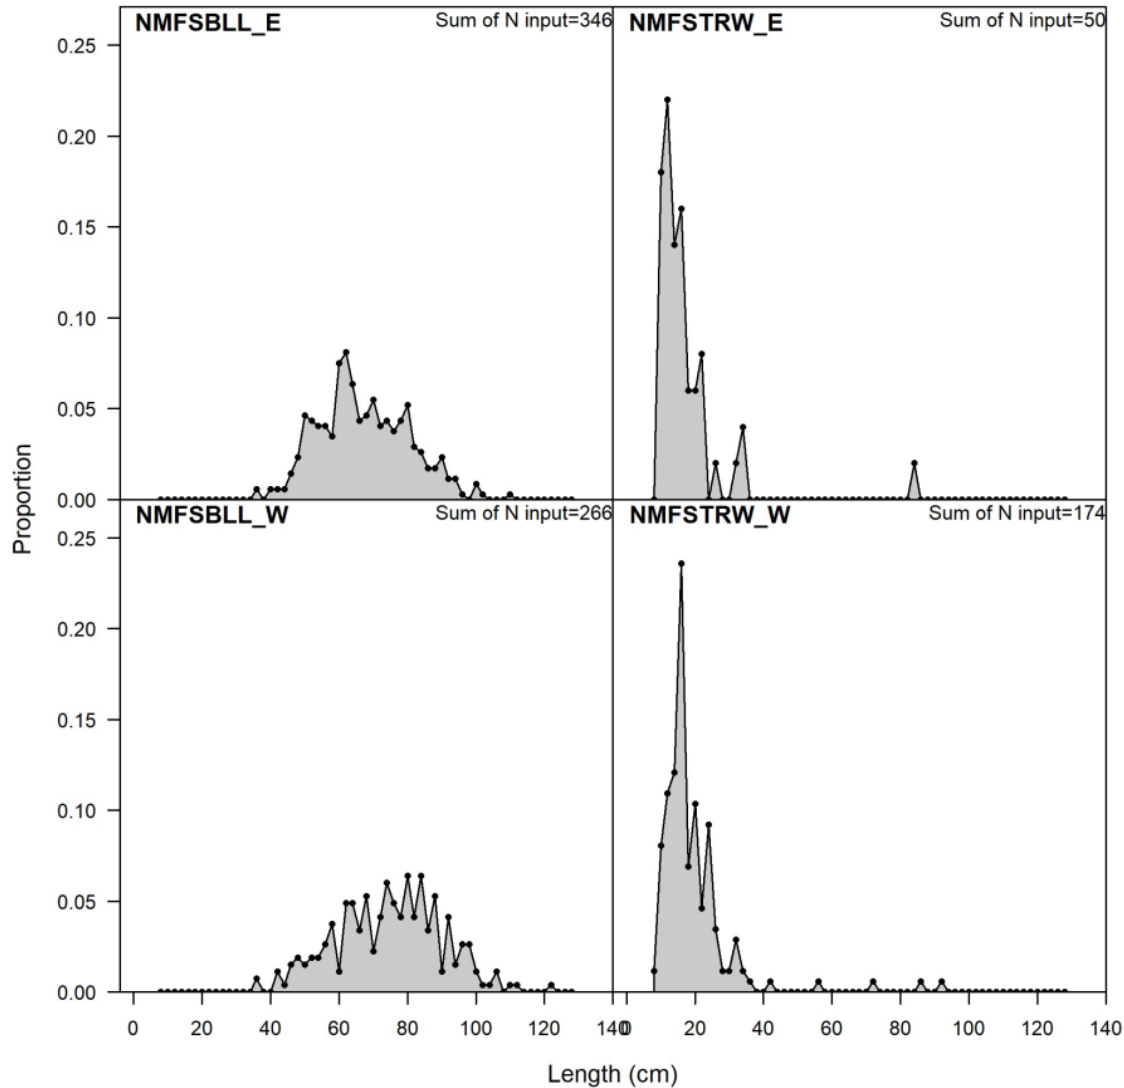 NMFSBLL_E Sum of N input=346
NMFSTRW_E Sum of N input=50
0.25
0.20
0.15
0.10
0.05
0.00
NMFSBLL_W Sum of N input=266
NMFSTRW_W Sum of N input=174
0.25
0.20
0.15
0.10
0.05
0.00
Proportion
0 20 40 60 80 100 120 140
0 20 40 60 80 100 120 140
Length (cm)